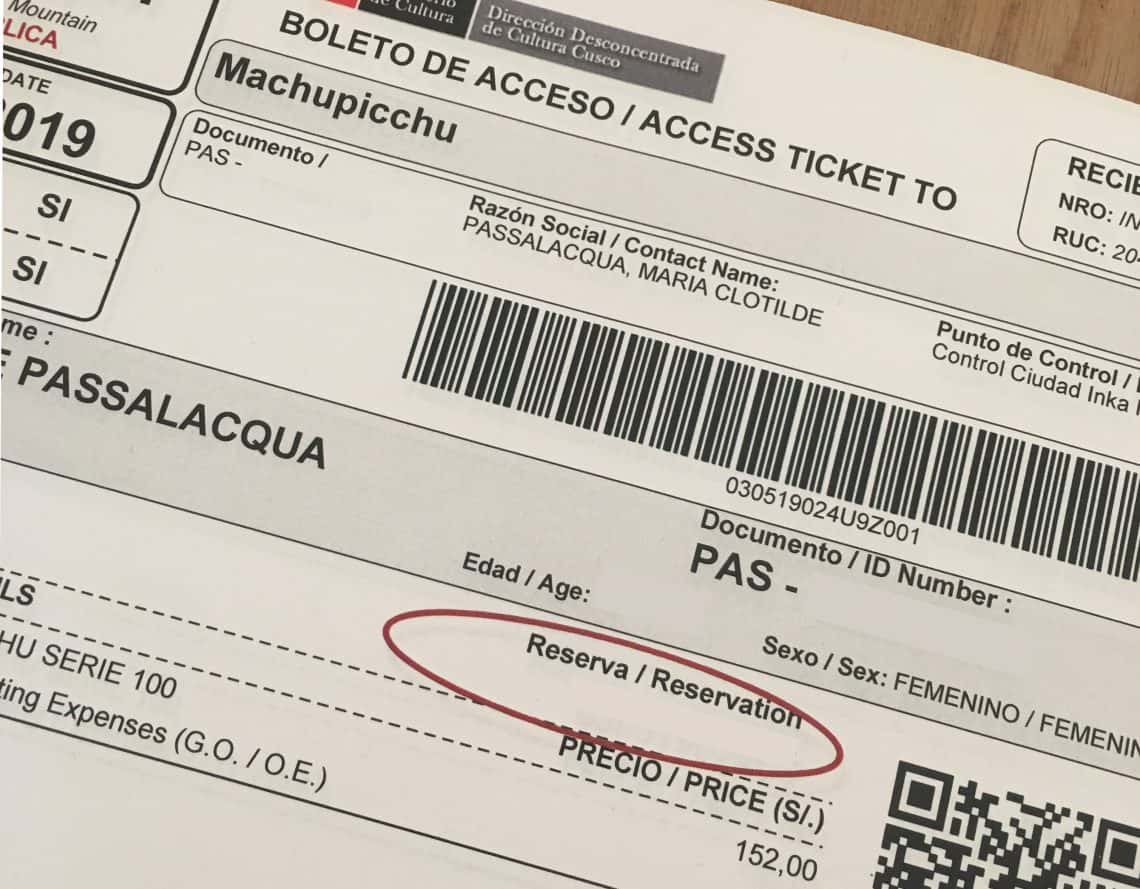 Mountain
LICA
DATE
019
SI
SI
de Cultura
Dirección Desconcentrada
de Cultura Cusco
BOLETO DE ACCESO / ACCESS TICKET TO
Machupicchu
Documento /
PAS -
Razón Social / Contact Name:
PASSALACQUA, MARIA CLOTILDE
RECIB
NRO:
RUC: 20
Punto de Control /
Control Ciudad Inka
030519024U9Z001
me :
E PASSALACQUA
Documento / ID Number :
PAS -
Edad / Age:
Sexo / Sex: FEMENINO / FEMENIN
Reserva / Reservation
LS
PRECIO / PRICE (S/.)
HU SERIE 100
152,00
ting Expenses (G.O. / O.E.)